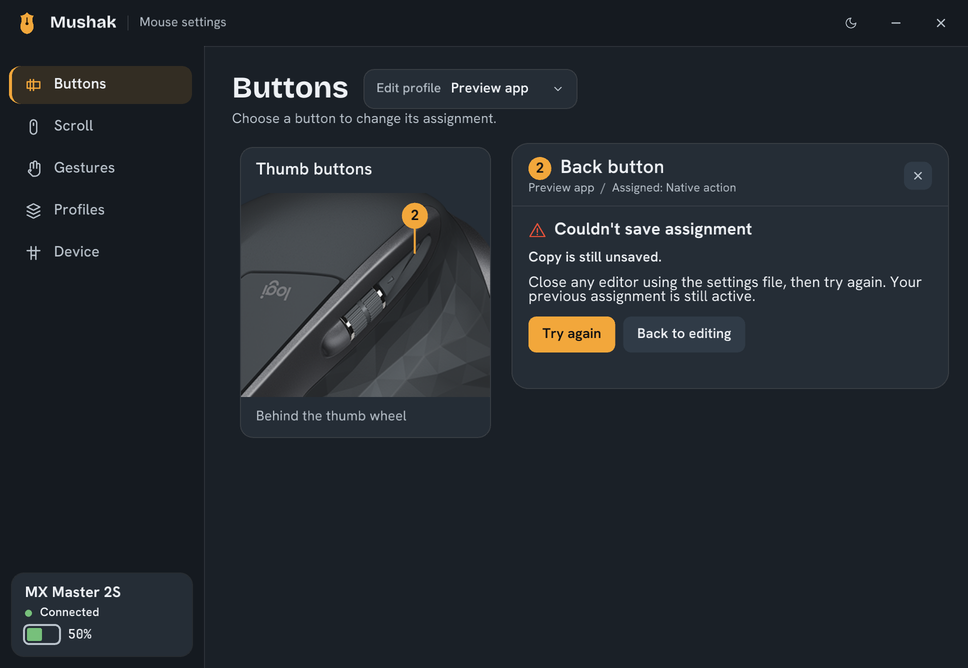 Mushak
Mouse settings
Buttons
Scroll
Gestures
Profiles
Device
MX Master 2S
Connected
50%
Buttons
Edit profile Preview app
Choose a button to change its assignment.
Thumb buttons
2
logi
Behind the thumb wheel
2 Back button
Preview app / Assigned: Native action
Couldn't save assignment
Copy is still unsaved.
Close any editor using the settings file, then try again. Your
previous assignment is still active.
Try again
Back to editing